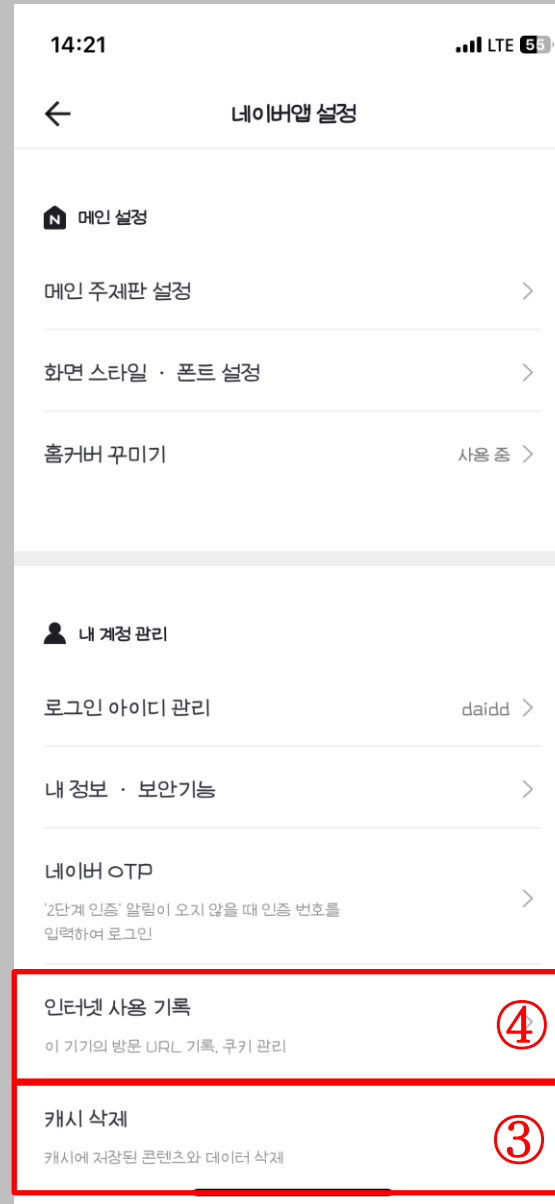 14:21 LTE 55
네이버앱 설정
N 메인 설정
메인 주제판 설정
화면 스타일 · 폰트 설정
홈커버 꾸미기 사용 중
내 계정 관리
로그인 아이디 관리 daidd
내 정보 · 보안기능
네이버 OTP
'2단계 인증' 알림이 오지 않을 때 인증 번호를
입력하여 로그인
인터넷 사용 기록 ④
이 기기의 방문 URL 기록, 쿠키 관리
캐시 삭제 ③
캐시에 저장된 콘텐츠와 데이터 삭제